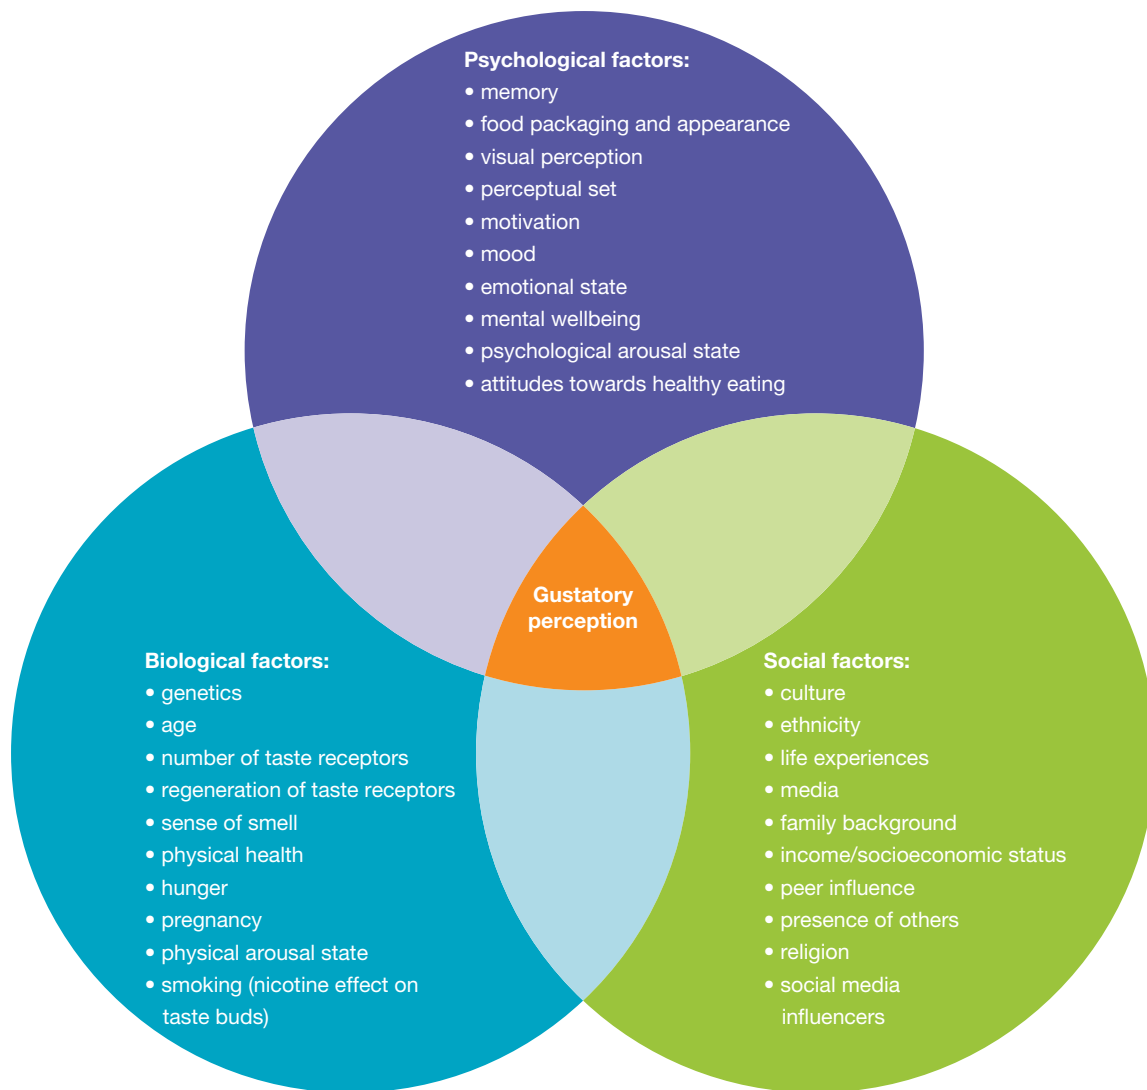 Psychological factors:
• memory
• food packaging and appearance
• visual perception
• perceptual set
• motivation
• mood
• emotional state
• mental wellbeing
• psychological arousal state
• attitudes towards healthy eating
Gustatory
perception
Biological factors:
• genetics
• age
• number of taste receptors
• regeneration of taste receptors
• sense of smell
• physical health
• hunger
• pregnancy
• physical arousal state
• smoking (nicotine effect on
taste buds)
Social factors:
• culture
• ethnicity
• life experiences
• media
• family background
• income/socioeconomic status
• peer influence
• presence of others
• religion
• social media
influencers